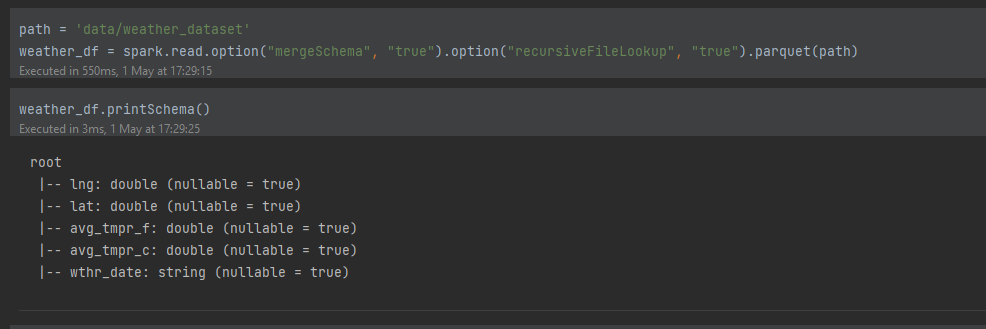 path = 'data/weather_dataset'
weather_df = spark.read.option("mergeSchema", "true").option("recursiveFileLookup", "true").parquet(path)
Executed in 550ms, 1 May at 17:29:15
weather_df.printSchema()
Executed in 3ms, 1 May at 17:29:25
root
 |-- lng: double (nullable = true)
 |-- lat: double (nullable = true)
 |-- avg_tmpr_f: double (nullable = true)
 |-- avg_tmpr_c: double (nullable = true)
 |-- wthr_date: string (nullable = true)